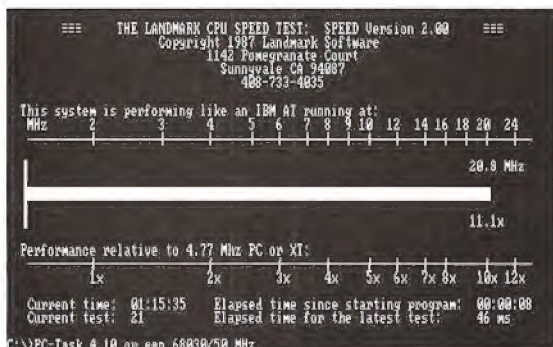 ≡≡≡ THE LANDMARK CPU SPEED TEST: SPEED Version 2.00 ≡≡≡
Copyright 1987 Landmark Software
1142 Pomegranate Court
Sunnyvale CA 94087
408-733-4035
This system is performing like an IBM AT running at:
MHz 2 3 4 5 6 7 8 9 10 12 14 16 18 20 24
20.8 MHz
11.1x
Performance relative to 4.77 Mhz PC or XT:
1x 2x 3x 4x 5x 6x 7x 8x 10x 12x
Current time: 01:15:35 Elapsed time since starting program: 00:00:08
Current test: 21 Elapsed time for the latest test: 46 ms
C:\>PC-Task 4.10 on een 68030/50 MHz